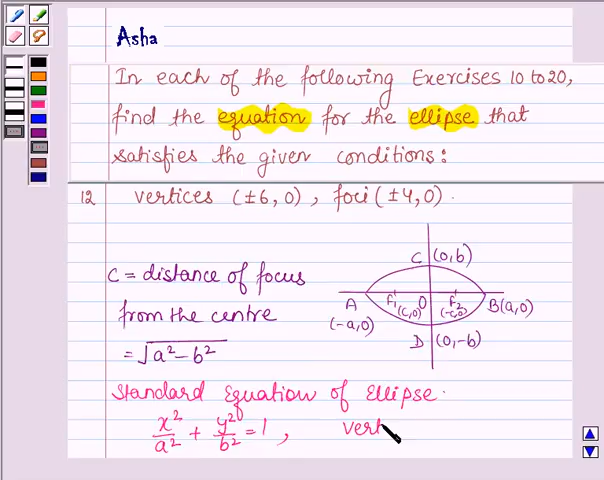 Asha
In each of the following Exercises 10 to 20,
find the equation for the ellipse that
satisfies the given conditions:
12 vertices (±6, 0), foci (±4, 0).
C = distance of focus
from the centre
= √a² - b²
C (0, b)
A F₁ O F₂ B(a, 0)
(c, 0) (-c, 0)
(-a, 0)
D (0, -b)
Standard Equation of Ellipse
x²/a² + y²/b² = 1, vert